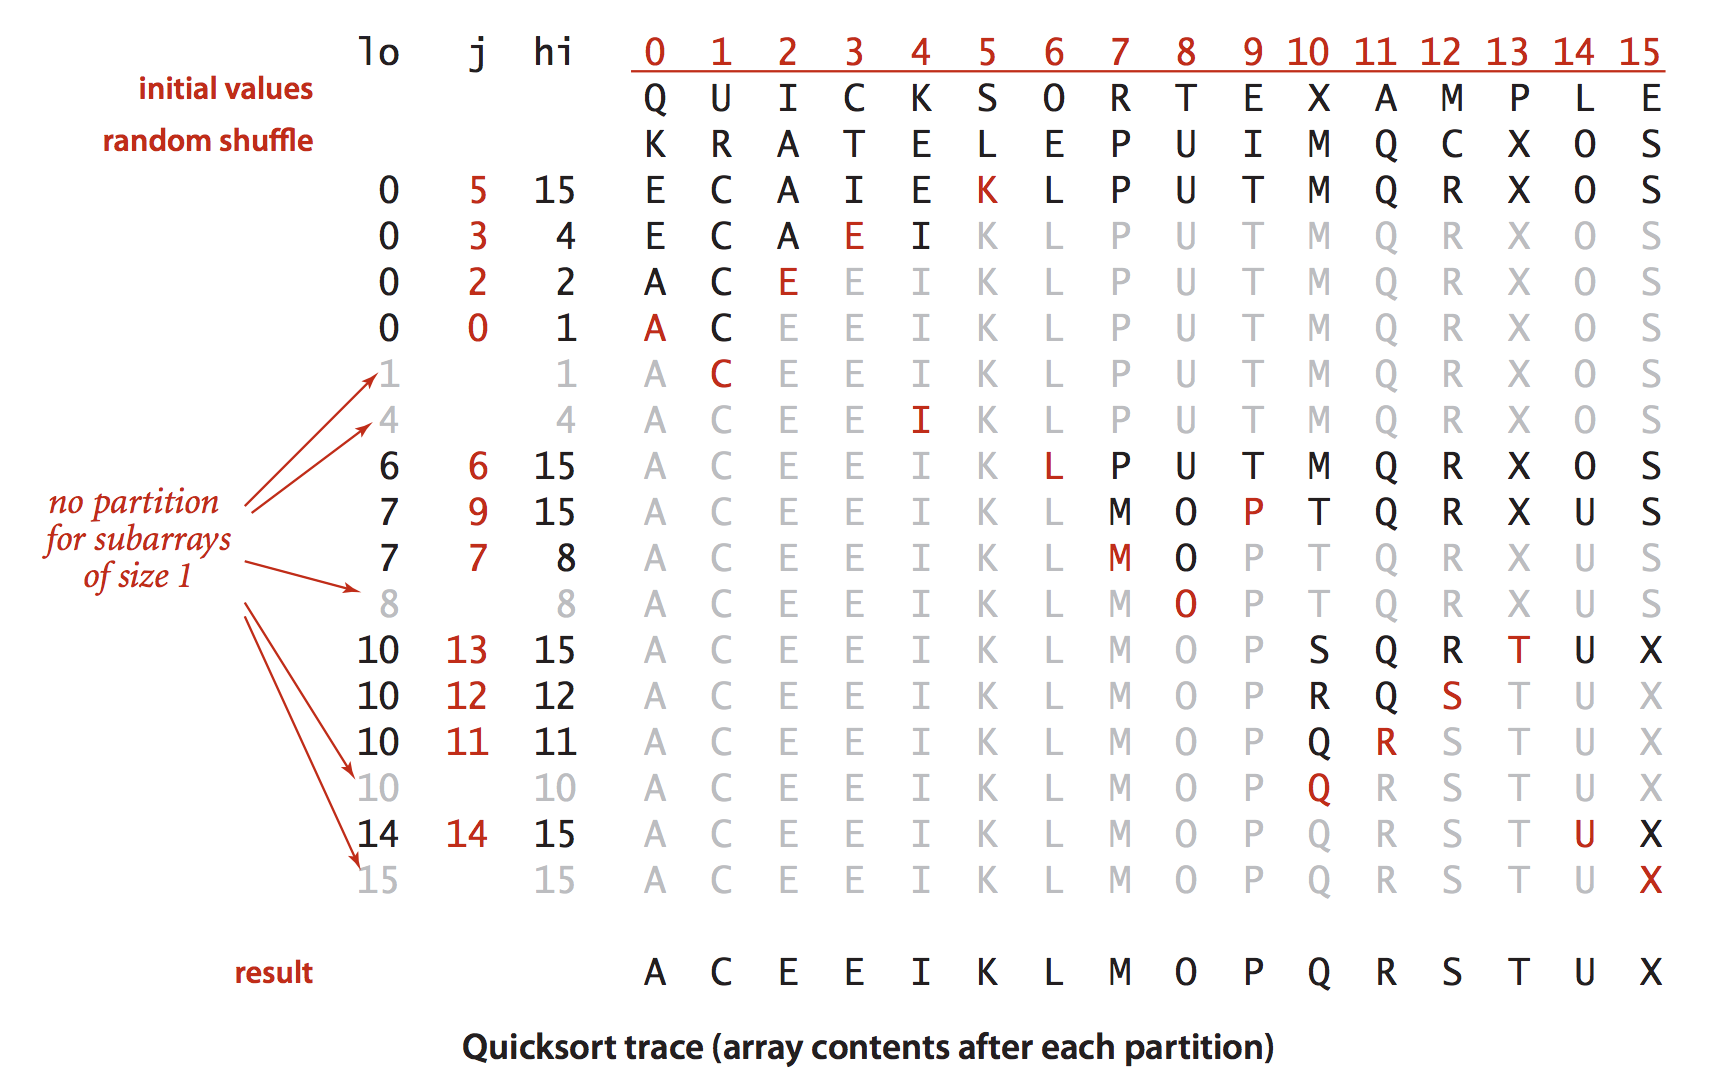 lo j hi 0 1 2 3 4 5 6 7 8 9 10 11 12 13 14 15
initial values Q U I C K S O R T E X A M P L E
random shuffle K R A T E L E P U I M Q C X O S
0 5 15 E C A I E K L P U T M Q R X O S
0 3 4 E C A E I K L P U T M Q R X O S
0 2 2 A C E E I K L P U T M Q R X O S
0 0 1 A C E E I K L P U T M Q R X O S
1 1 A C E E I K L P U T M Q R X O S
4 4 A C E E I K L P U T M Q R X O S
6 6 15 A C E E I K L P U T M Q R X O S
no partition
for subarrays
of size 1
7 9 15 A C E E I K L M O P T Q R X U S
7 7 8 A C E E I K L M O P T Q R X U S
8 8 A C E E I K L M O P T Q R X U S
10 13 15 A C E E I K L M O P S Q R T U X
10 12 12 A C E E I K L M O P R Q S T U X
10 11 11 A C E E I K L M O P Q R S T U X
10 10 A C E E I K L M O P Q R S T U X
14 14 15 A C E E I K L M O P Q R S T U X
15 15 A C E E I K L M O P Q R S T U X
result A C E E I K L M O P Q R S T U X
Quicksort trace (array contents after each partition)